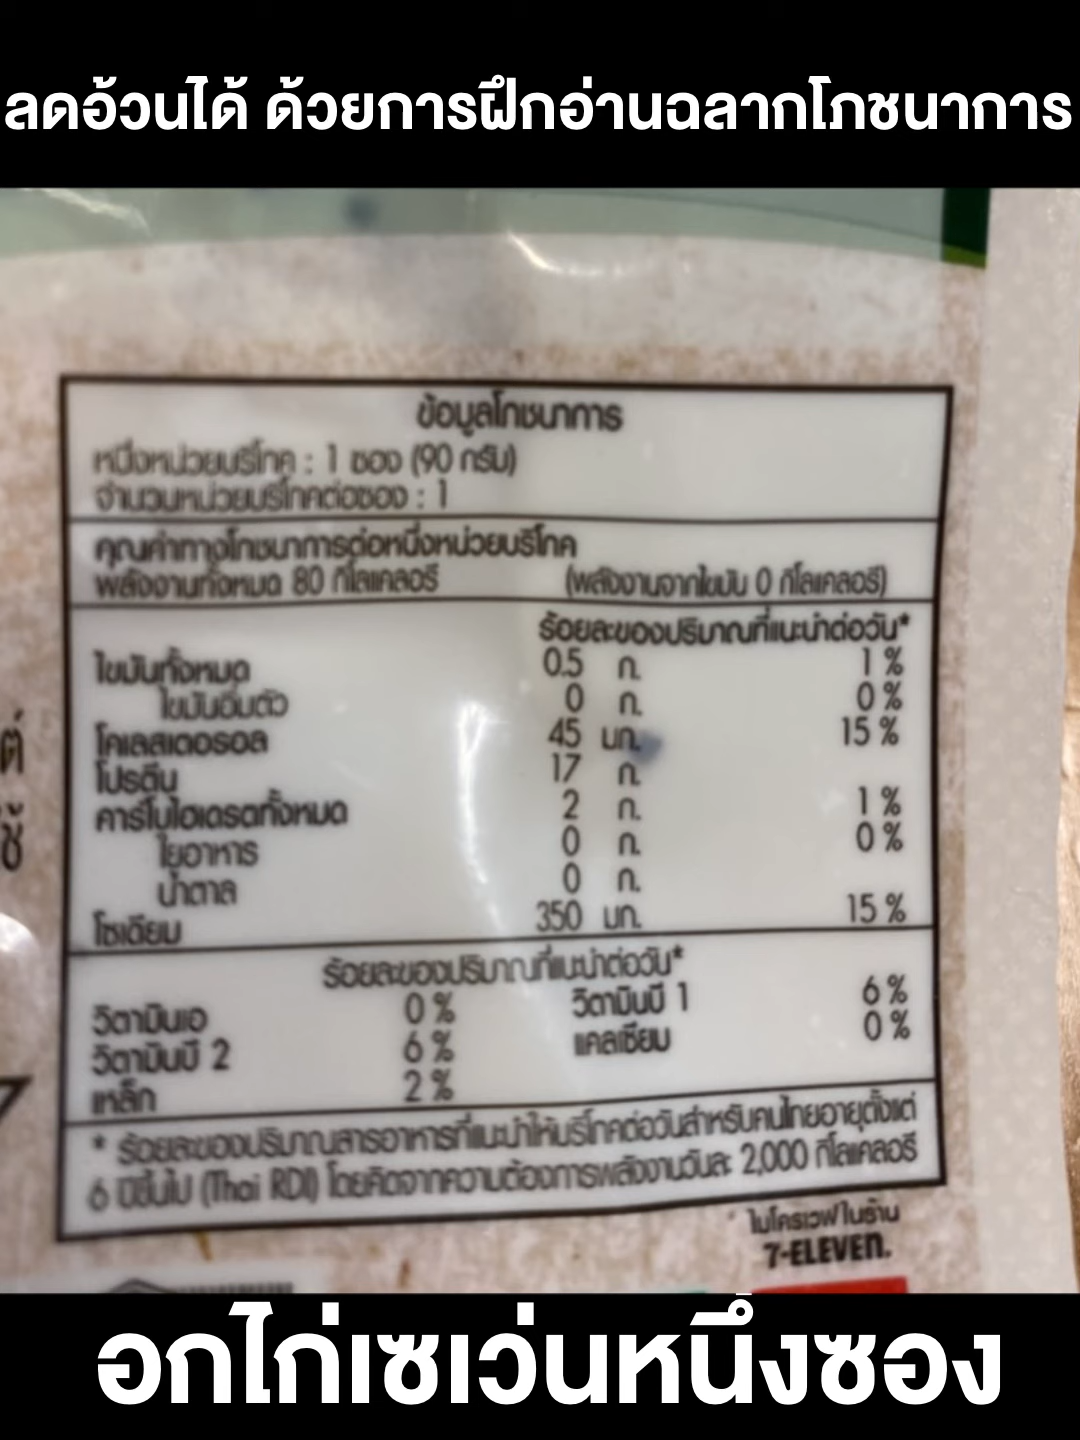 ลดอ้วนได้ ด้วยการฝึกอ่านฉลากโภชนาการ
ข้อมูลโภชนาการ
หนึ่งหน่วยบริโภค : 1 ซอง (90 กรัม)
จำนวนหน่วยบริโภคต่อซอง : 1
คุณค่าทางโภชนาการต่อหนึ่งหน่วยบริโภค
พลังงานทั้งหมด 80 กิโลแคลอรี (พลังงานจากไขมัน 0 กิโลแคลอรี)
ร้อยละของปริมาณที่แนะนำต่อวัน*
ไขมันทั้งหมด 0.5 ก. 1 %
ไขมันอิ่มตัว 0 ก. 0 %
โคเลสเตอรอล 45 มก. 15 %
โปรตีน 17 ก.
คาร์โบไฮเดรตทั้งหมด 2 ก. 1 %
ใยอาหาร 0 ก. 0 %
น้ำตาล 0 ก.
โซเดียม 350 มก. 15 %
ร้อยละของปริมาณที่แนะนำต่อวัน*
วิตามินเอ 0 % วิตามินบี 1 6 %
วิตามินบี 2 6 % แคลเซียม 0 %
เหล็ก 2 %
* ร้อยละของปริมาณสารอาหารที่แนะนำให้บริโภคต่อวันสำหรับคนไทยอายุตั้งแต่
6 ปีขึ้นไป (Thai RDI) โดยคิดจากความต้องการพลังงานวันละ 2,000 กิโลแคลอรี
ไมโครเวฟในร้าน
7-ELEVEn.
อกไก่เซเว่นหนึ่งซอง